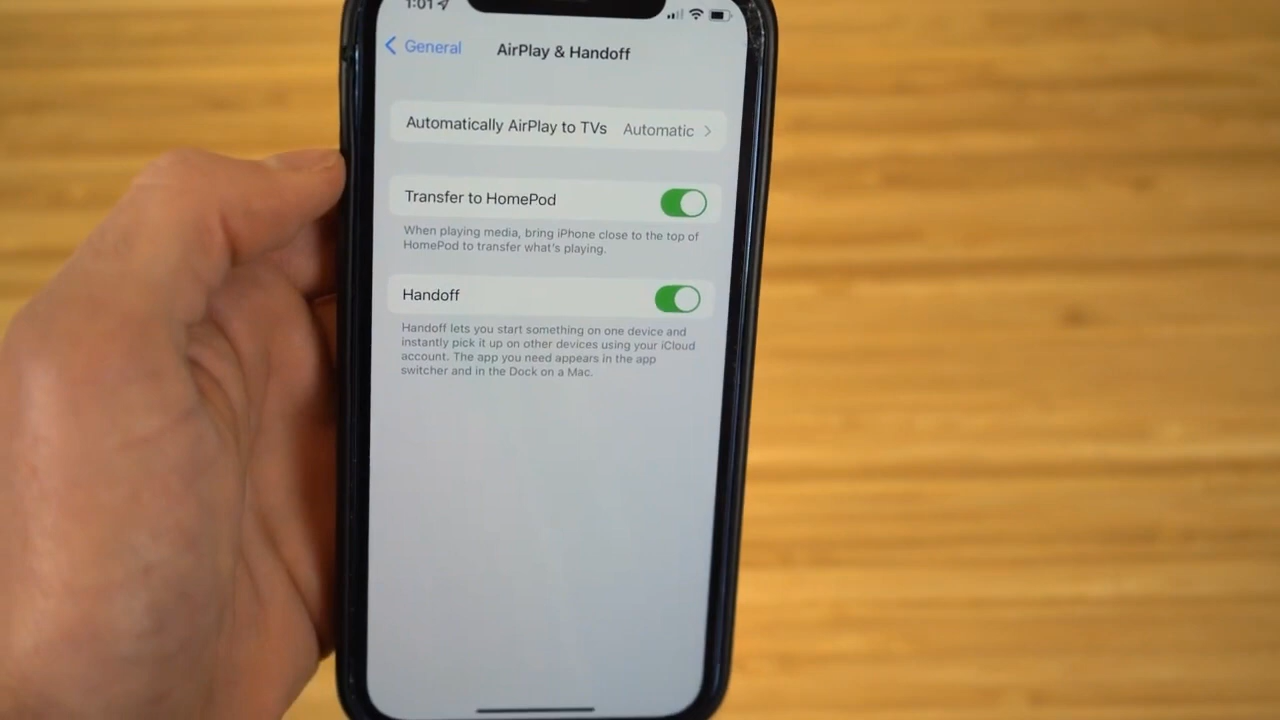 1:01
General
AirPlay & Handoff
Automatically AirPlay to TVs Automatic
Transfer to HomePod
When playing media, bring iPhone close to the top of
HomePod to transfer what's playing.
Handoff
Handoff lets you start something on one device and
instantly pick it up on other devices using your iCloud
account. The app you need appears in the app
switcher and in the Dock on a Mac.